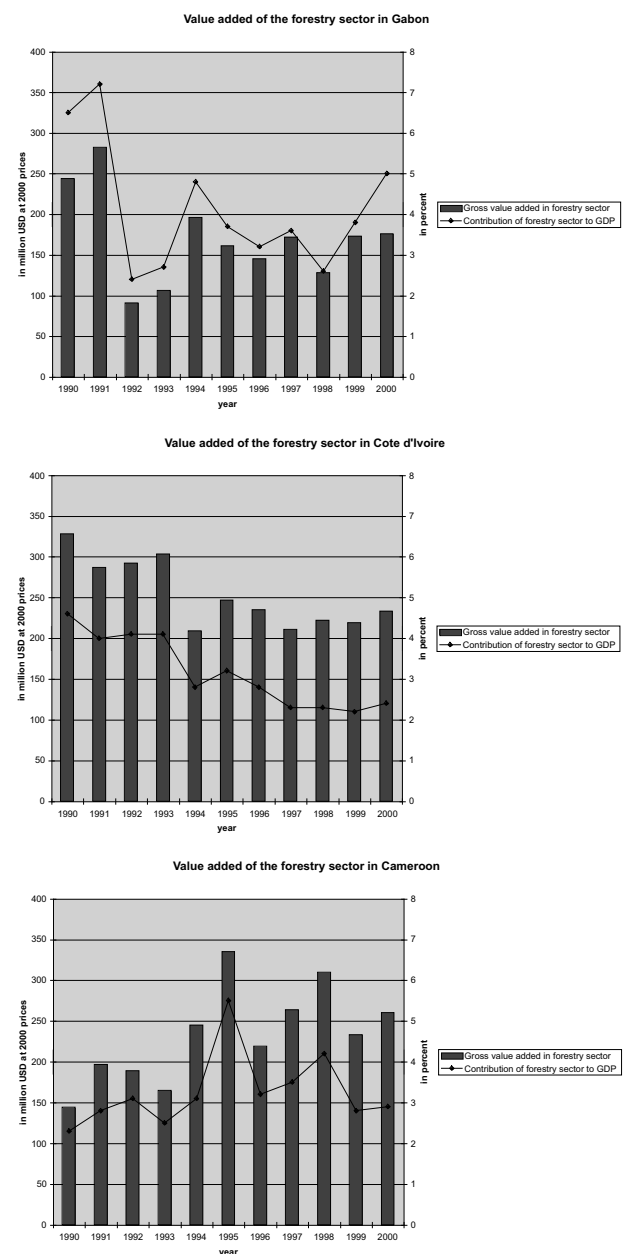 Value added of the forestry sector in Gabon
400
350
300
250
200
150
100
50
0
in million USD at 2000 prices
8
7
6
5
4
3
2
1
0
in percent
1990 1991 1992 1993 1994 1995 1996 1997 1998 1999 2000
year
Gross value added in forestry sector
Contribution of forestry sector to GDP
Value added of the forestry sector in Cote d'Ivoire
400
350
300
250
200
150
100
50
0
in million USD at 2000 prices
8
7
6
5
4
3
2
1
0
in percent
1990 1991 1992 1993 1994 1995 1996 1997 1998 1999 2000
year
Gross value added in forestry sector
Contribution of forestry sector to GDP
Value added of the forestry sector in Cameroon
400
350
300
250
200
150
100
50
0
in million USD at 2000 prices
8
7
6
5
4
3
2
1
0
in percent
1990 1991 1992 1993 1994 1995 1996 1997 1998 1999 2000
year
Gross value added in forestry sector
Contribution of forestry sector to GDP